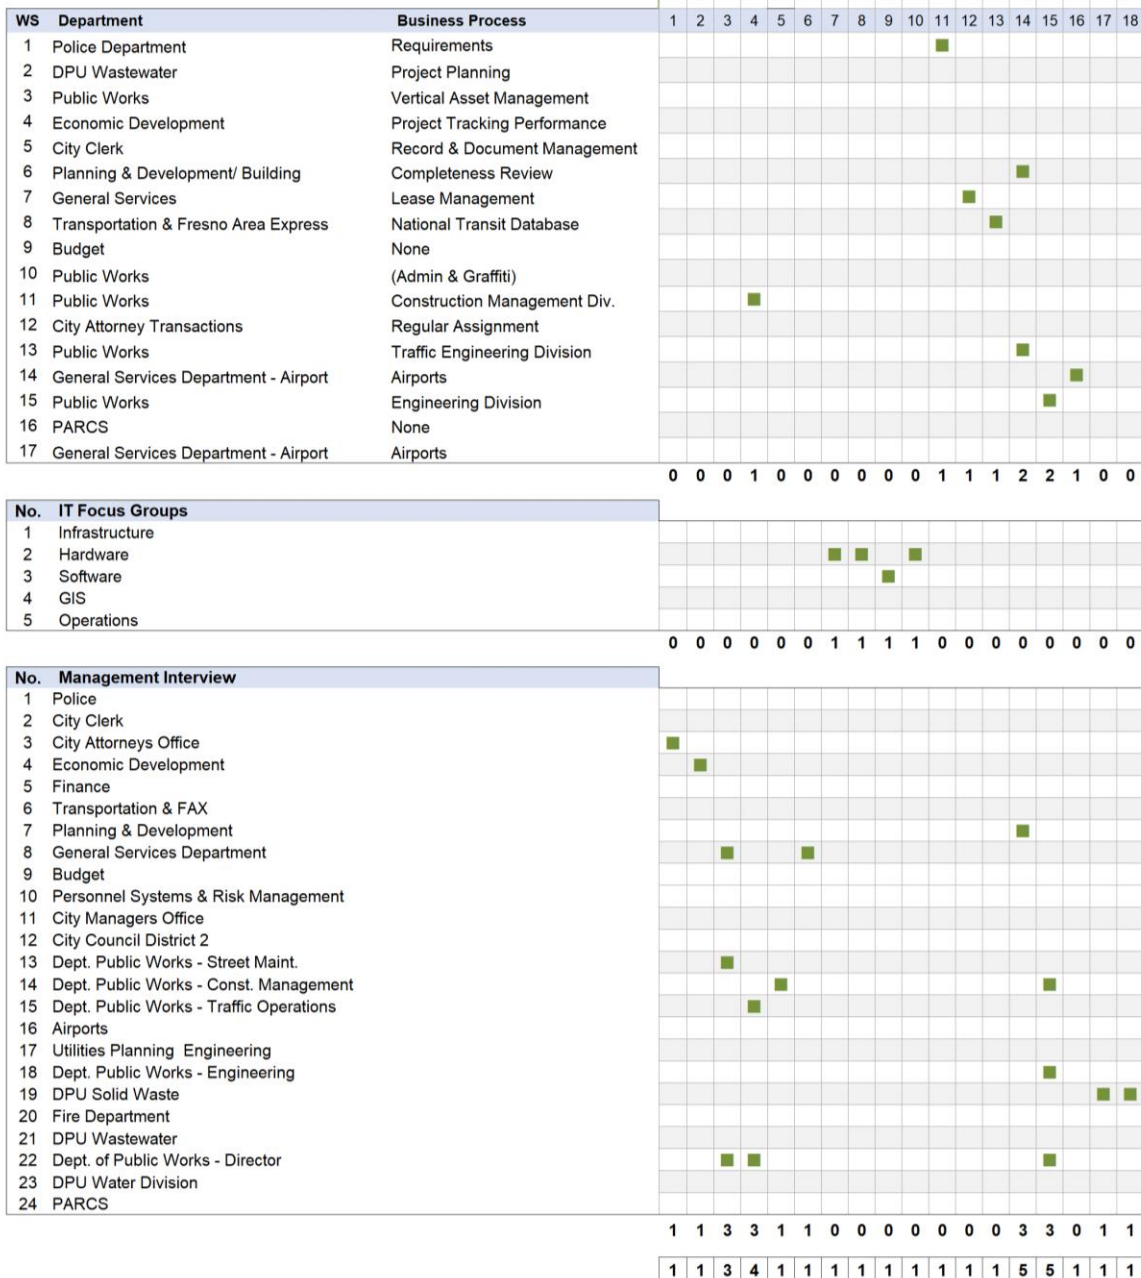 WS Department Business Process 1 2 3 4 5 6 7 8 9 10 11 12 13 14 15 16 17 18
1 Police Department Requirements
2 DPU Wastewater Project Planning
3 Public Works Vertical Asset Management
4 Economic Development Project Tracking Performance
5 City Clerk Record & Document Management
6 Planning & Development/ Building Completeness Review
7 General Services Lease Management
8 Transportation & Fresno Area Express National Transit Database
9 Budget None
10 Public Works (Admin & Graffiti)
11 Public Works Construction Management Div.
12 City Attorney Transactions Regular Assignment
13 Public Works Traffic Engineering Division
14 General Services Department - Airport Airports
15 Public Works Engineering Division
16 PARCS None
17 General Services Department - Airport Airports
0 0 0 1 0 0 0 0 0 0 1 1 1 2 2 1 0 0
No. IT Focus Groups
1 Infrastructure
2 Hardware
3 Software
4 GIS
5 Operations
0 0 0 0 0 0 1 1 1 1 0 0 0 0 0 0 0 0
No. Management Interview
1 Police
2 City Clerk
3 City Attorneys Office
4 Economic Development
5 Finance
6 Transportation & FAX
7 Planning & Development
8 General Services Department
9 Budget
10 Personnel Systems & Risk Management
11 City Managers Office
12 City Council District 2
13 Dept. Public Works - Street Maint.
14 Dept. Public Works - Const. Management
15 Dept. Public Works - Traffic Operations
16 Airports
17 Utilities Planning Engineering
18 Dept. Public Works - Engineering
19 DPU Solid Waste
20 Fire Department
21 DPU Wastewater
22 Dept. of Public Works - Director
23 DPU Water Division
24 PARCS
1 1 3 3 1 1 0 0 0 0 0 0 0 3 3 0 1 1
1 1 3 4 1 1 1 1 1 1 1 1 1 5 5 1 1 1